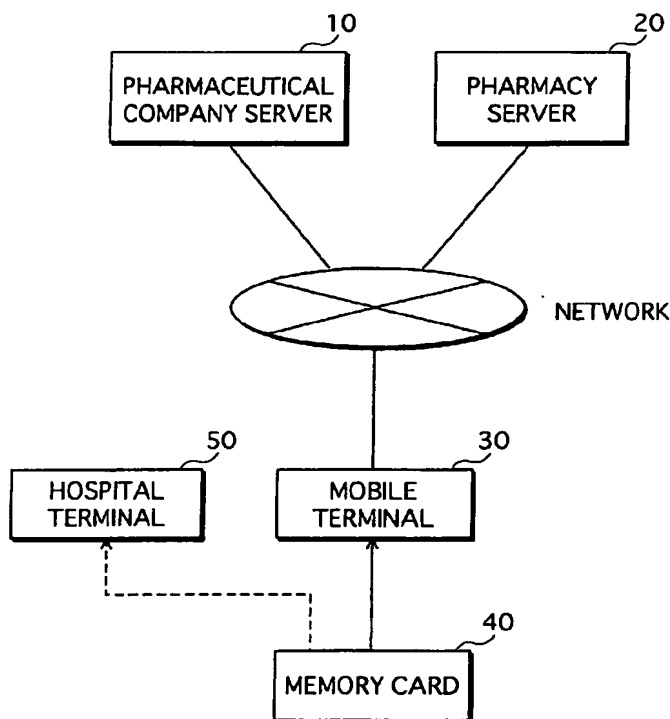 10
20
PHARMACEUTICAL
COMPANY SERVER
PHARMACY
SERVER
NETWORK
50
30
HOSPITAL
TERMINAL
MOBILE
TERMINAL
40
MEMORY CARD